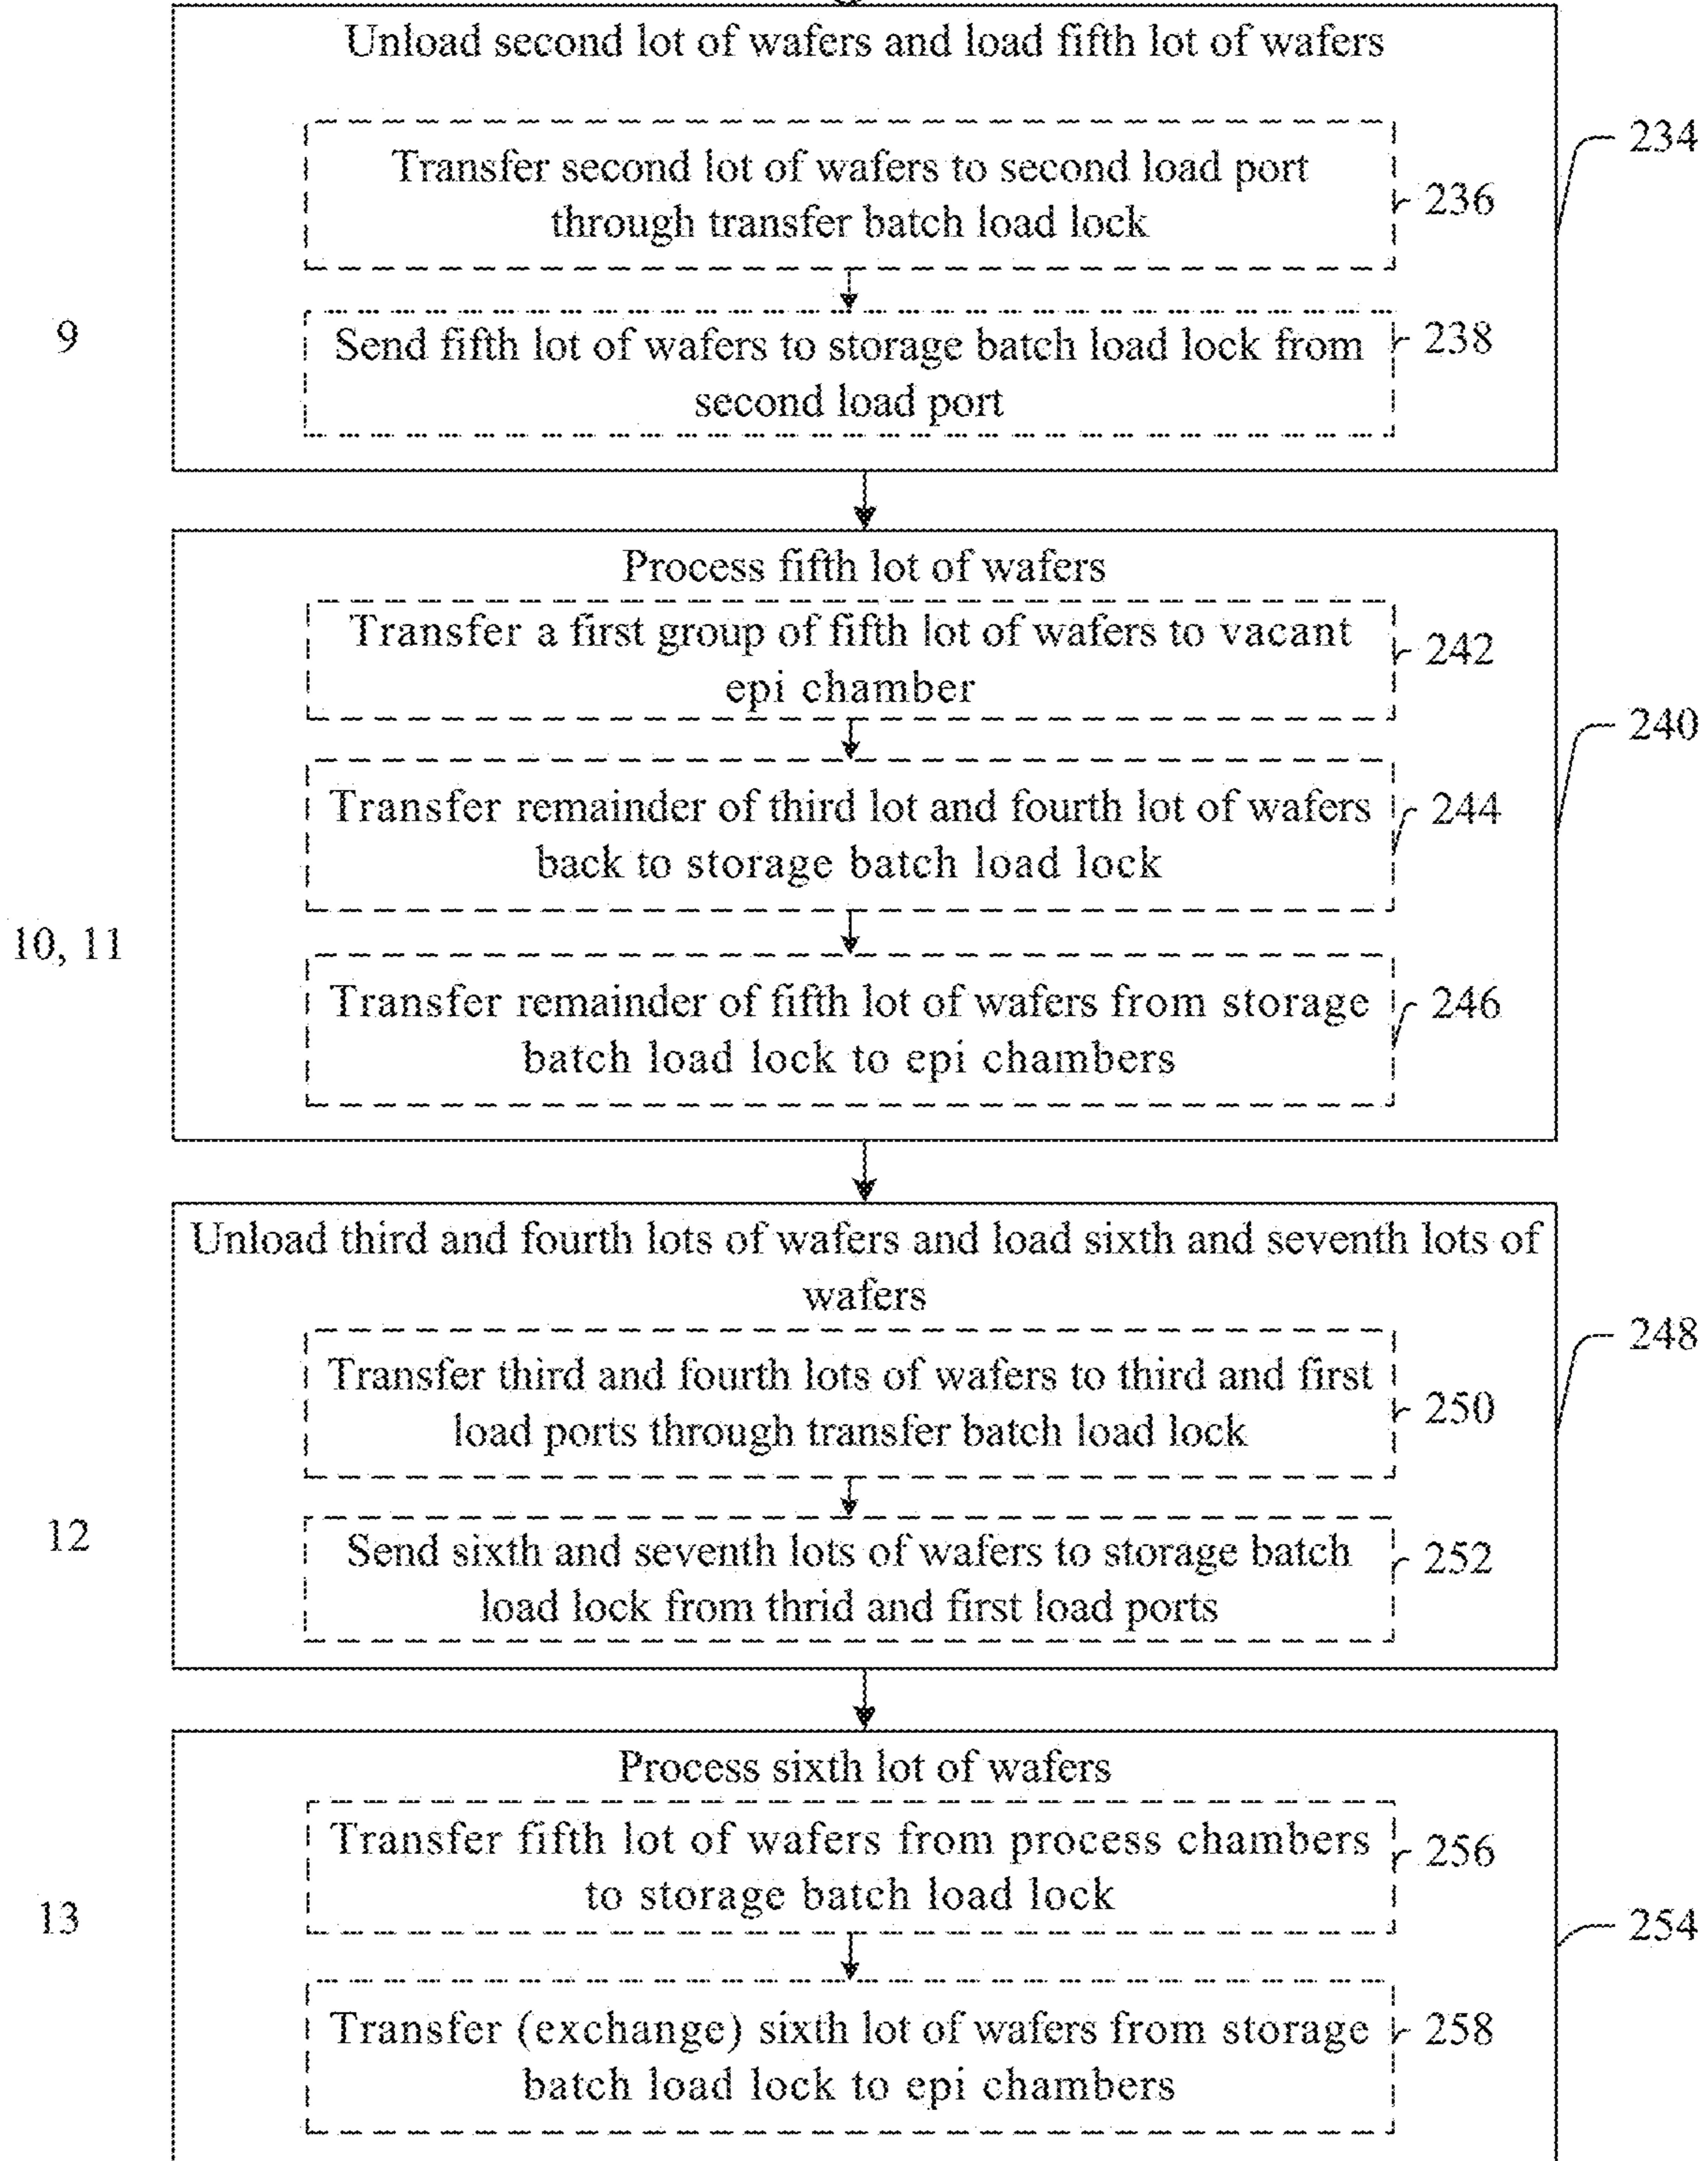 Unload second lot of wafers and load fifth lot of wafers
234
Transfer second lot of wafers to second load port
through transfer batch load lock
236
9
Send fifth lot of wafers to storage batch load lock from
second load port
238
Process fifth lot of wafers
Transfer a first group of fifth lot of wafers to vacant
epi chamber
242
240
Transfer remainder of third lot and fourth lot of wafers
back to storage batch load lock
244
10, 11
Transfer remainder of fifth lot of wafers from storage
batch load lock to epi chambers
246
Unload third and fourth lots of wafers and load sixth and seventh lots of
wafers
248
Transfer third and fourth lots of wafers to third and first
load ports through transfer batch load lock
250
12
Send sixth and seventh lots of wafers to storage batch
load lock from thrid and first load ports
252
Process sixth lot of wafers
Transfer fifth lot of wafers from process chambers
to storage batch load lock
256
13
254
Transfer (exchange) sixth lot of wafers from storage
batch load lock to epi chambers
258